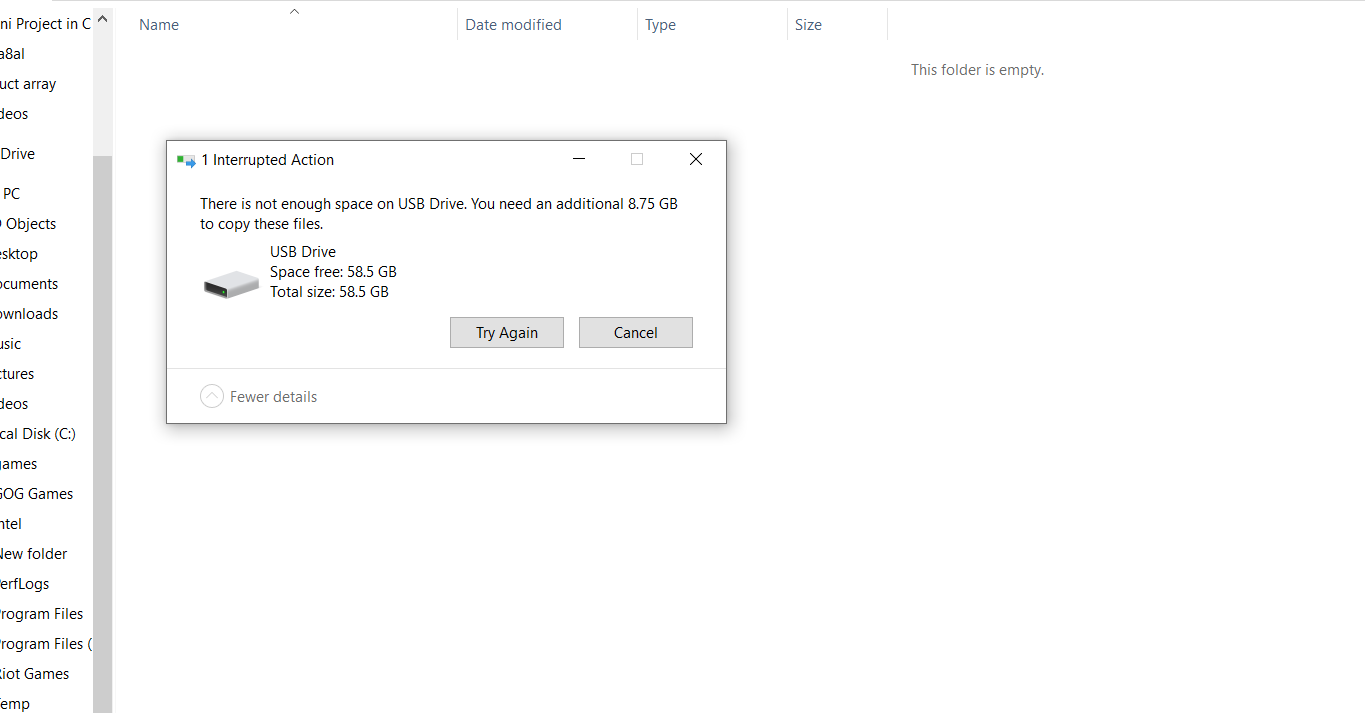 ni Project in C
a8al
uct array
deos
Drive
PC
Objects
esktop
ocuments
ownloads
usic
ctures
deos
cal Disk (C:)
games
GOG Games
ntel
New folder
PerfLogs
Program Files
Program Files (
Riot Games
Temp
Name
Date modified
Type
Size
This folder is empty.
1 Interrupted Action
There is not enough space on USB Drive. You need an additional 8.75 GB
to copy these files.
USB Drive
Space free: 58.5 GB
Total size: 58.5 GB
Try Again
Cancel
Fewer details